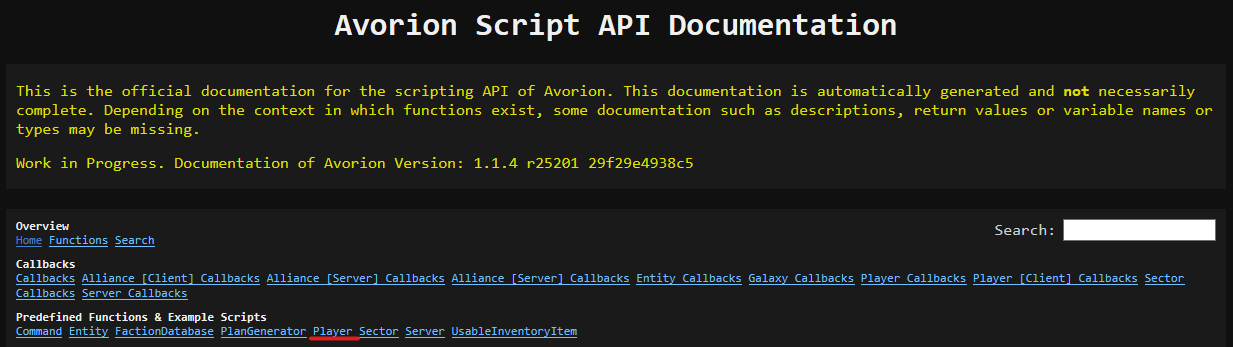 Avorion Script API Documentation
This is the official documentation for the scripting API of Avorion. This documentation is automatically generated and not necessarily
complete. Depending on the context in which functions exist, some documentation such as descriptions, return values or variable names or
types may be missing.
Work in Progress. Documentation of Avorion Version: 1.1.4 r25201 29f29e4938c5
Overview
Home Functions Search
Search:
Callbacks
Callbacks Alliance [Client] Callbacks Alliance [Server] Callbacks Alliance [Server] Callbacks Entity Callbacks Galaxy Callbacks Player Callbacks Player [Client] Callbacks Sector
Callbacks Server Callbacks
Predefined Functions & Example Scripts
Command Entity FactionDatabase PlanGenerator Player Sector Server UsableInventoryItem